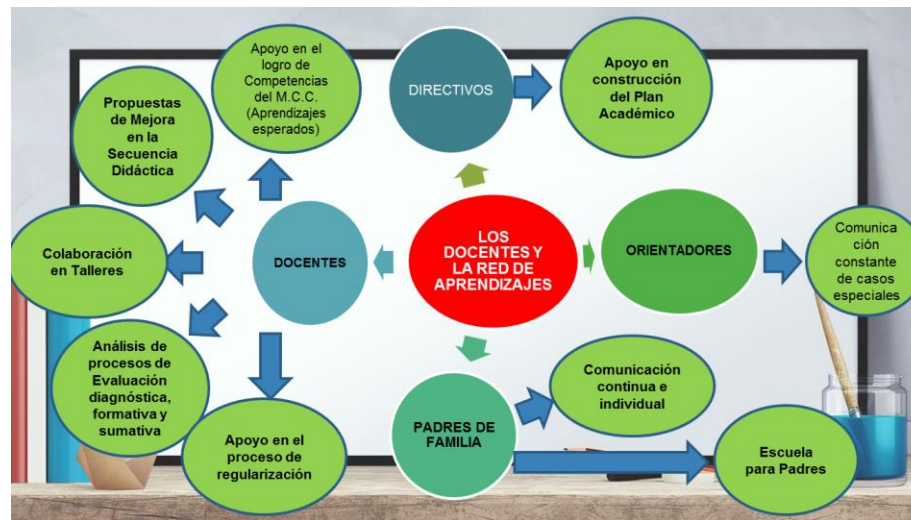 Apoyo en el
logro de
Competencias
del M.C.C.
(Aprendizajes
esperados)
DIRECTIVOS
Apoyo en
construcción
del Plan
Académico
Propuestas
de Mejora
en la
Secuencia
Didáctica
LOS
DOCENTES Y
LA RED DE
APRENDIZAJES
ORIENTADORES
Comunica
ción
constante
de casos
especiales
Colaboración
en Talleres
DOCENTES
Análisis de
procesos de
Evaluación
diagnóstica,
formativa y
sumativa
Apoyo en el
proceso de
regularización
PADRES DE
FAMILIA
Comunicación
continua e
individual
Escuela
para Padres